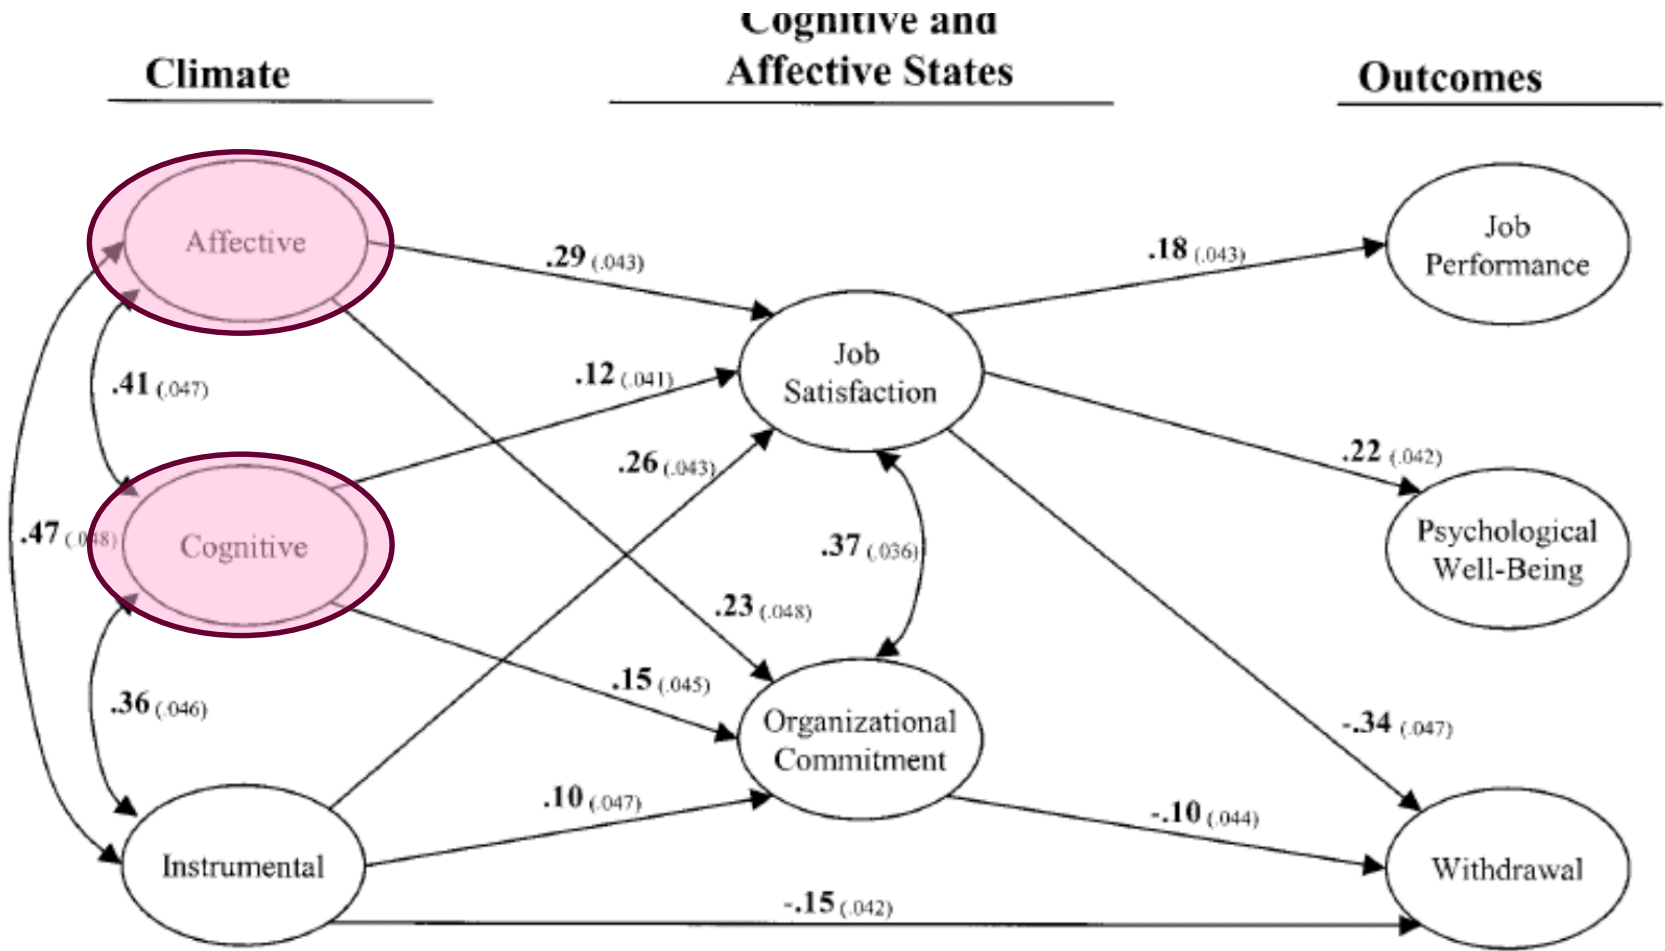 Cognitive and
Climate
Affective States
Outcomes
Affective
Job
Performance
.29 (.043)
.18 (.043)
Job
Satisfaction
.41 (.047)
.12 (.041)
.26 (.043)
.22 (.042)
.47 (.048)
Cognitive
.37 (.036)
Psychological
Well-Being
.23 (.048)
.15 (.045)
.36 (.046)
Organizational
Commitment
-.34 (.047)
.10 (.047)
-.10 (.044)
Instrumental
Withdrawal
-.15 (.042)